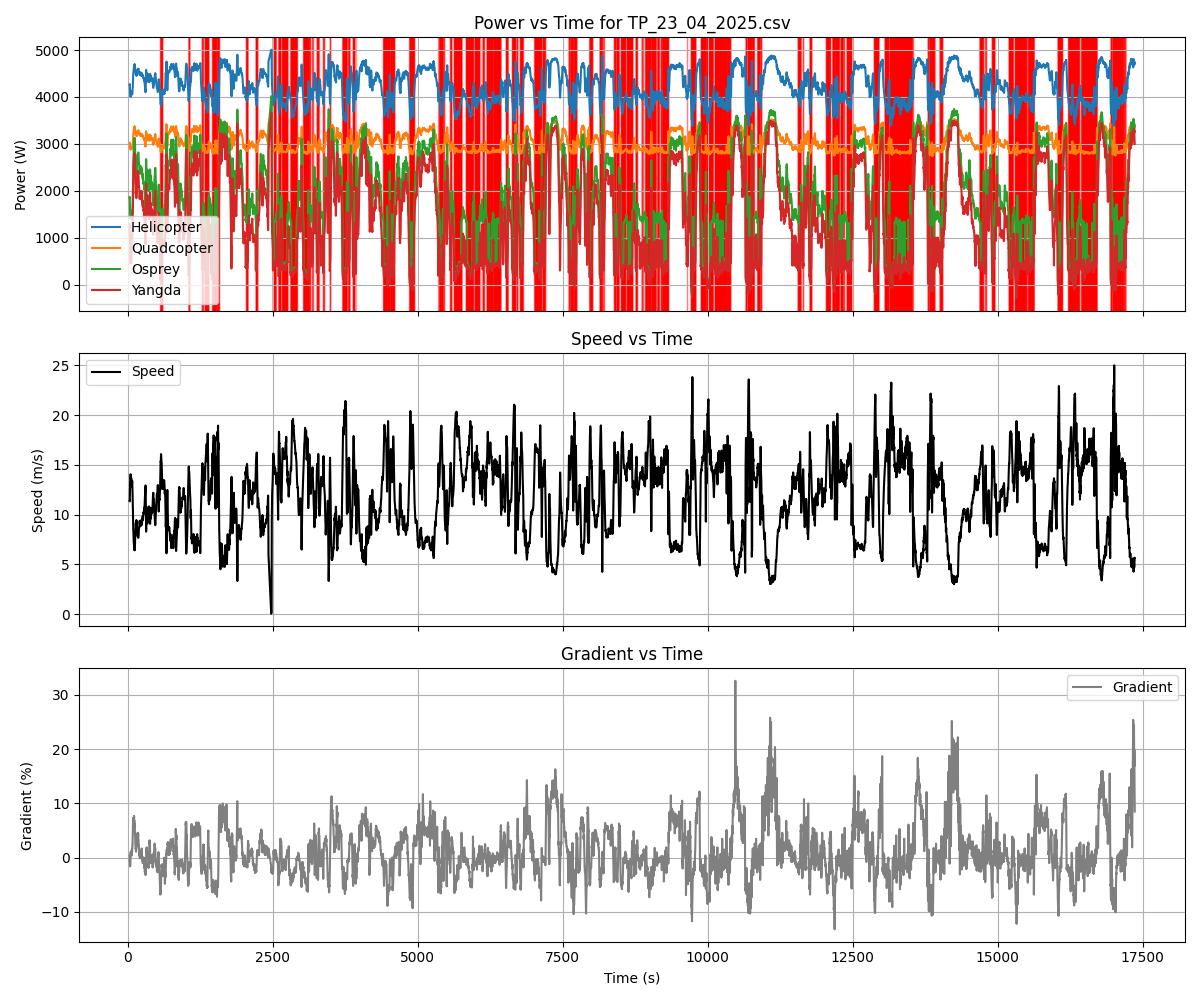 Power vs Time for TP_23_04_2025.csv
5000
4000
3000
2000
1000
0
Power (W)
Helicopter
Quadcopter
Osprey
Yangda
Speed vs Time
25
20
15
10
5
0
Speed (m/s)
Speed
Gradient vs Time
30
20
10
0
−10
Gradient (%)
Gradient
0 2500 5000 7500 10000 12500 15000 17500
Time (s)